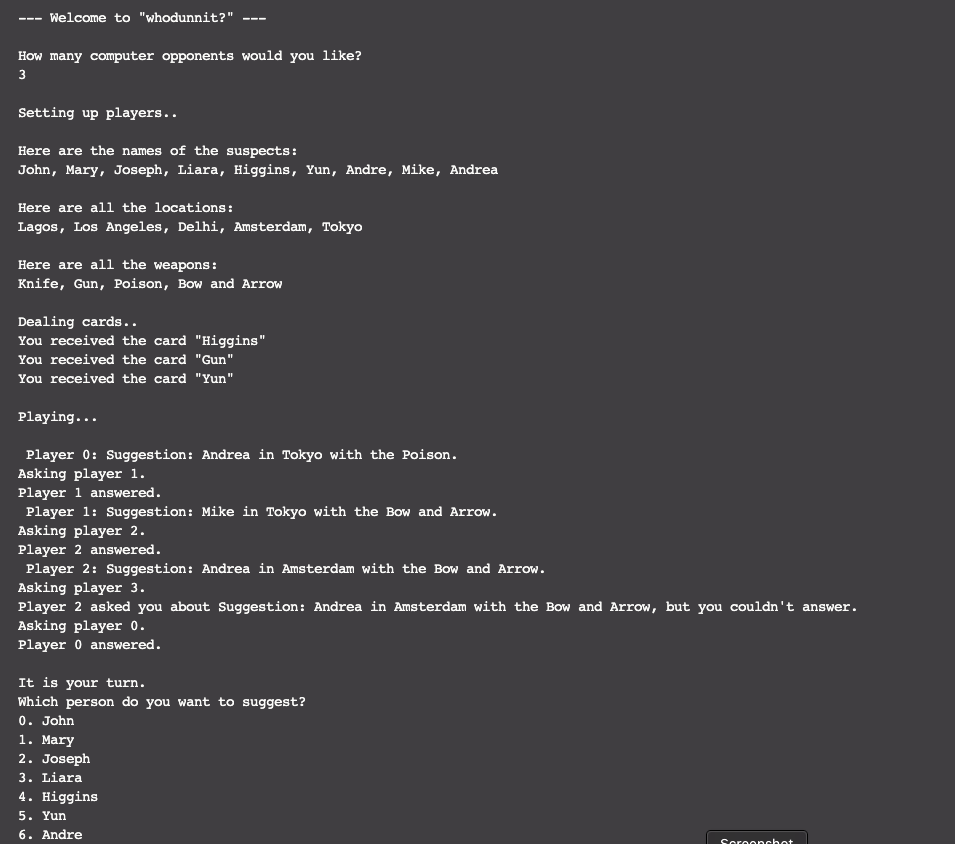 --- Welcome to "whodunnit?" ---
How many computer opponents would you like?
3
Setting up players..
Here are the names of the suspects:
John, Mary, Joseph, Liara, Higgins, Yun, Andre, Mike, Andrea
Here are all the locations:
Lagos, Los Angeles, Delhi, Amsterdam, Tokyo
Here are all the weapons:
Knife, Gun, Poison, Bow and Arrow
Dealing cards..
You received the card "Higgins"
You received the card "Gun"
You received the card "Yun"
Playing...
Player 0: Suggestion: Andrea in Tokyo with the Poison.
Asking player 1.
Player 1 answered.
Player 1: Suggestion: Mike in Tokyo with the Bow and Arrow.
Asking player 2.
Player 2 answered.
Player 2: Suggestion: Andrea in Amsterdam with the Bow and Arrow.
Asking player 3.
Player 2 asked you about Suggestion: Andrea in Amsterdam with the Bow and Arrow, but you couldn't answer.
Asking player 0.
Player 0 answered.
It is your turn.
Which person do you want to suggest?
0. John
1. Mary
2. Joseph
3. Liara
4. Higgins
5. Yun
6. Andre
Screenshot